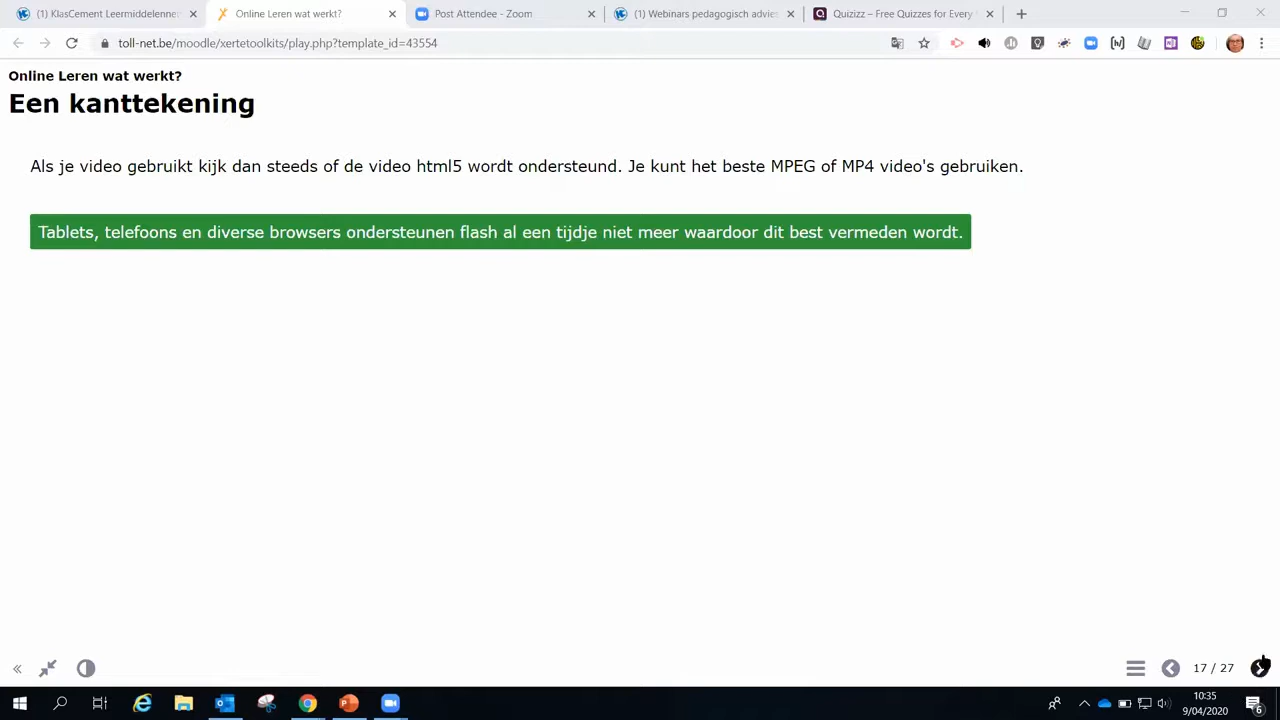 (1) KlasCement Leermiddelennet
Online Leren wat werkt?
Post Attendee - Zoom
(1) Webinars pedagogisch advies
Quizizz – Free Quizzes for Every
toll-net.be/moodle/xertetoolkits/play.php?template_id=43554
Online Leren wat werkt?
Een kanttekening
Als je video gebruikt kijk dan steeds of de video html5 wordt ondersteund. Je kunt het beste MPEG of MP4 video's gebruiken.
Tablets, telefoons en diverse browsers ondersteunen flash al een tijdje niet meer waardoor dit best vermeden wordt.
17 / 27
10:35
9/04/2020
6